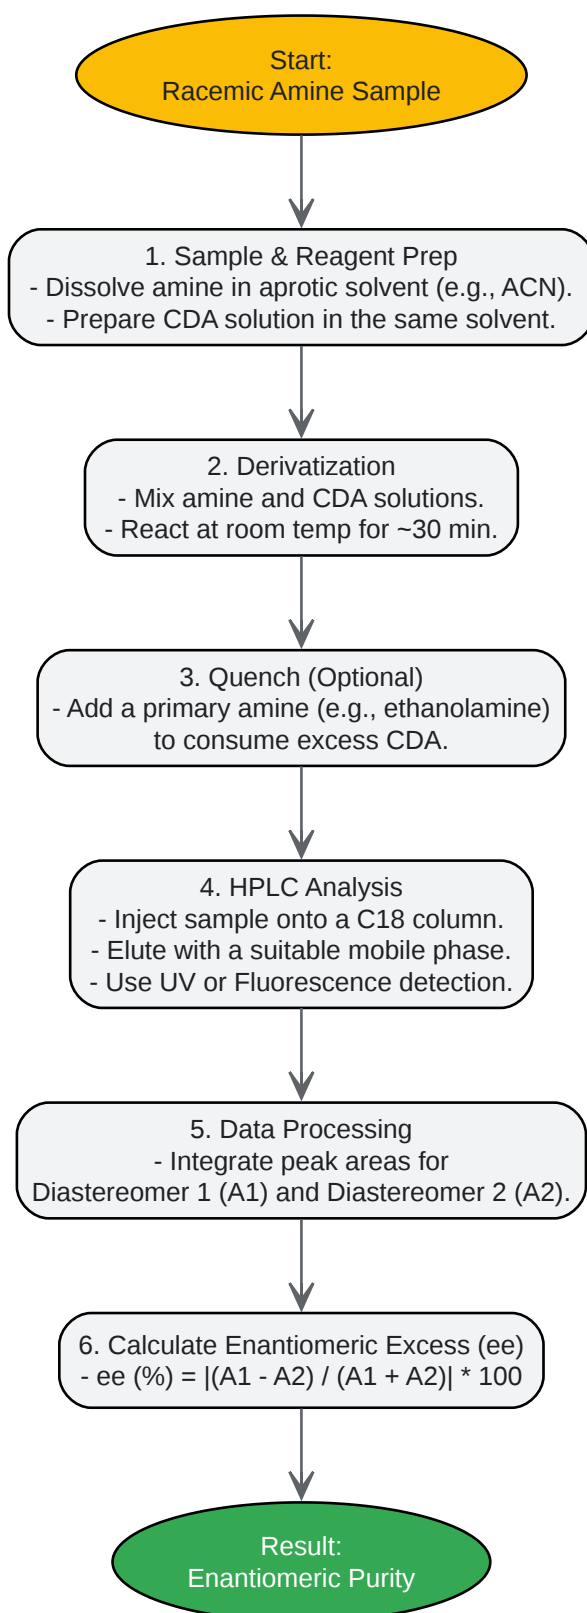 Start:
Racemic Amine Sample
1. Sample & Reagent Prep
- Dissolve amine in aprotic solvent (e.g., ACN).
- Prepare CDA solution in the same solvent.
2. Derivatization
- Mix amine and CDA solutions.
- React at room temp for ~30 min.
3. Quench (Optional)
- Add a primary amine (e.g., ethanolamine)
to consume excess CDA.
4. HPLC Analysis
- Inject sample onto a C18 column.
- Elute with a suitable mobile phase.
- Use UV or Fluorescence detection.
5. Data Processing
- Integrate peak areas for
Diastereomer 1 (A1) and Diastereomer 2 (A2).
6. Calculate Enantiomeric Excess (ee)
- ee (%) = |(A1 - A2) / (A1 + A2)| * 100
Result:
Enantiomeric Purity